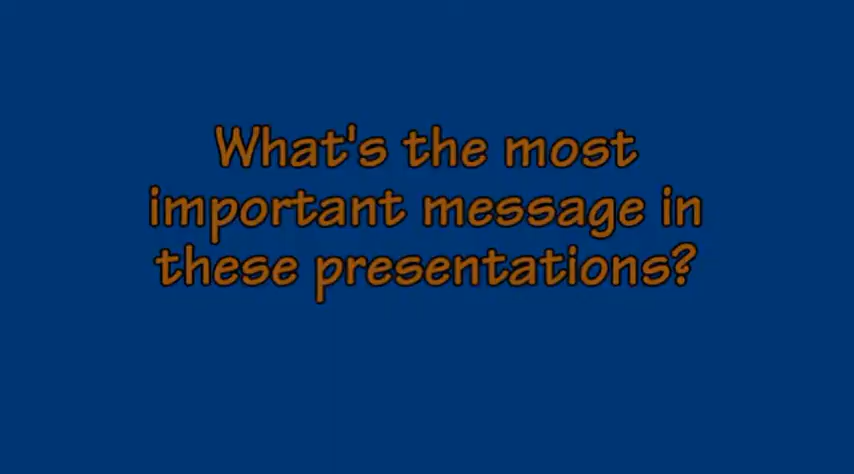 What's the most
important message in
these presentations?